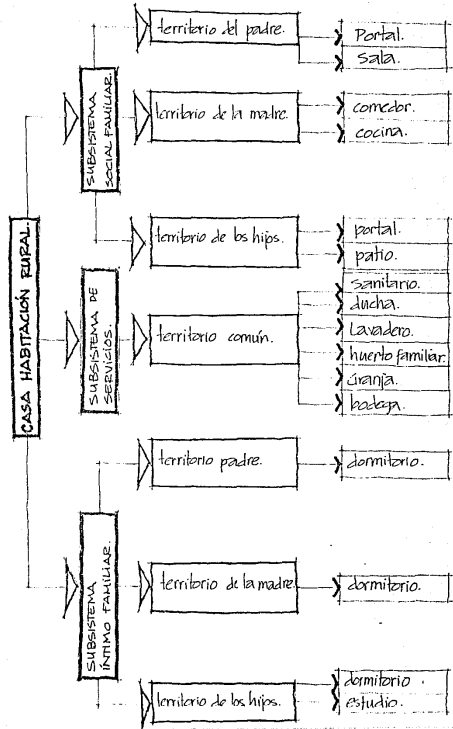 CASA HABITACIÓN RURAL.
SUBSISTEMA
SOCIAL FAMILIAR.
territorio del padre.
Portal.
Sala.
territorio de la madre.
comedor.
cocina.
territorio de los hijos.
portal.
patio.
SUBSISTEMA DE
SERVICIOS.
territorio común.
sanitario.
ducha.
Lavadero.
huerto familiar.
Granja.
bodega.
SUBSISTEMA
ÍNTIMO FAMILIAR.
territorio padre.
dormitorio.
territorio de la madre
dormitorio.
territorio de los hijos.
dormitorio.
estudio.